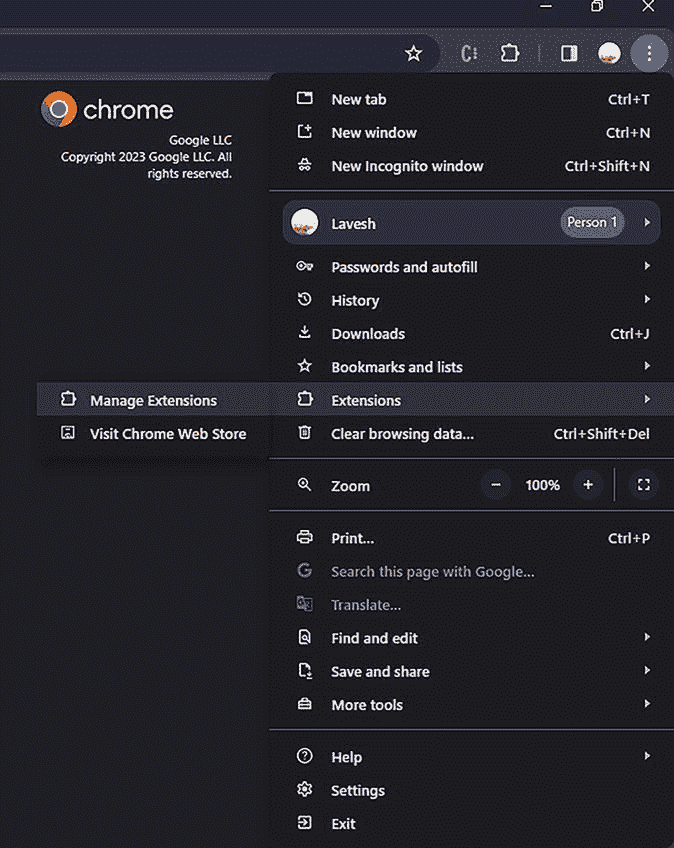 chrome
Google LLC
Copyright 2023 Google LLC. All
rights reserved.
New tab Ctrl+T
New window Ctrl+N
New Incognito window Ctrl+Shift+N
Lavesh Person 1
Passwords and autofill
History
Downloads Ctrl+J
Bookmarks and lists
Extensions
Manage Extensions
Visit Chrome Web Store
Clear browsing data... Ctrl+Shift+Del
Zoom − 100% +
Print... Ctrl+P
Search this page with Google...
Translate...
Find and edit
Save and share
More tools
Help
Settings
Exit